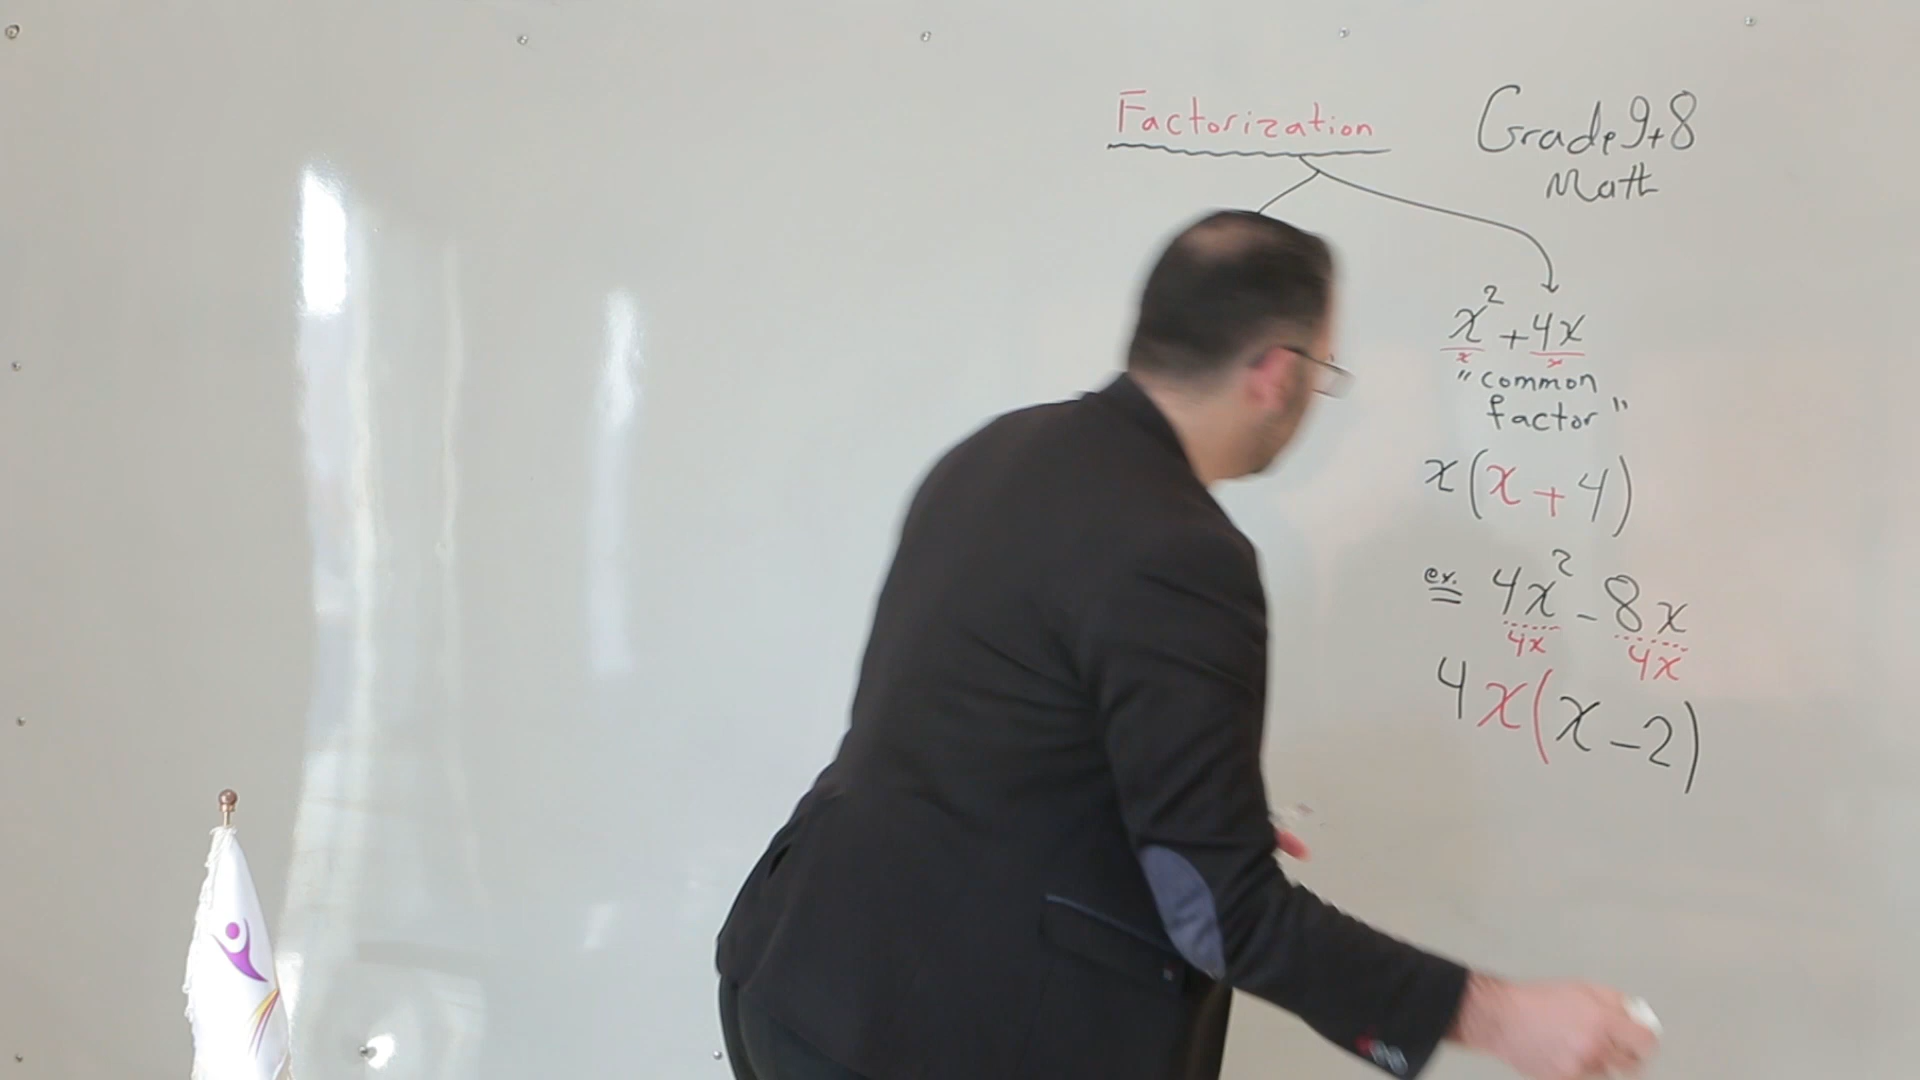 Factorization
Grade 9+8
Math
x² + 4x
x x
"common
factor"
x(x + 4)
ex. 4x² - 8x
4x 4x
4x(x - 2)